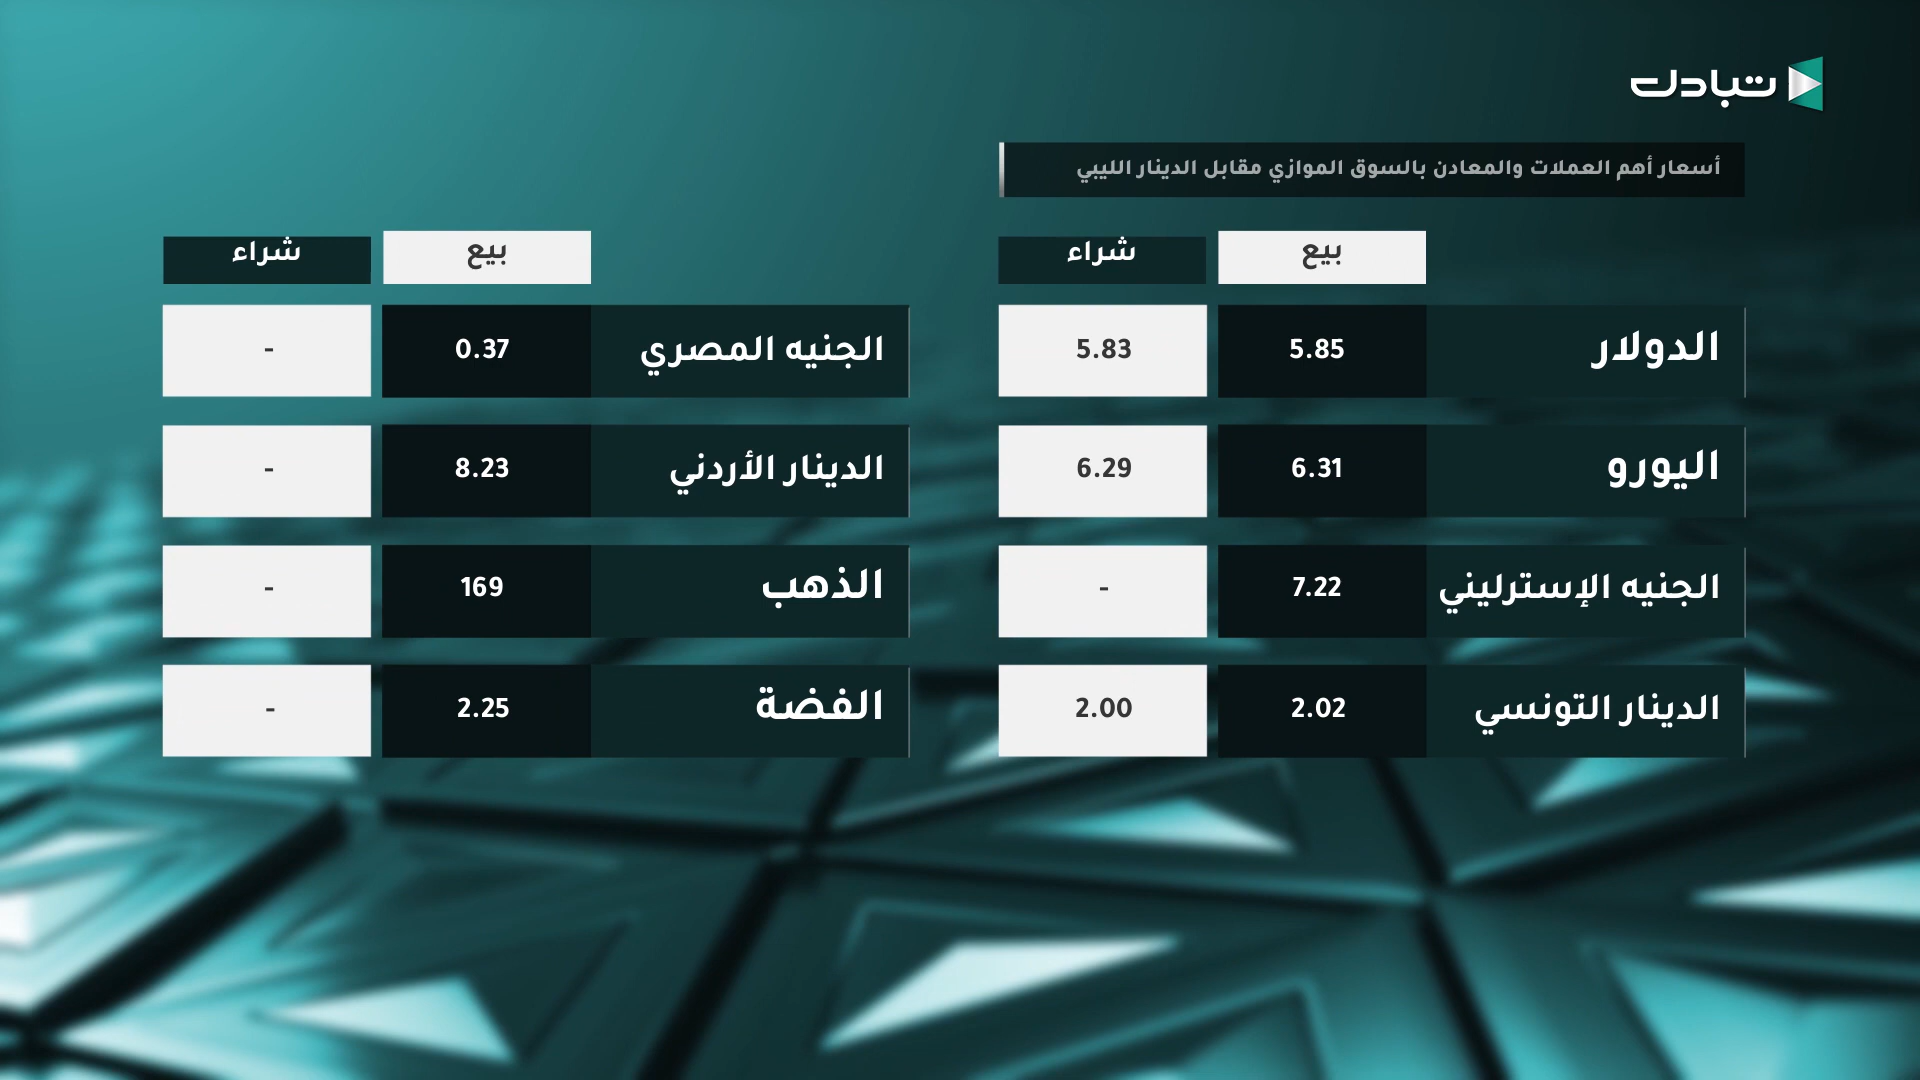 تبادل
أسعار أهم العملات والمعادن بالسوق الموازي مقابل الدينار الليبي
بيع شراء
الدولار 5.85 5.83
اليورو 6.31 6.29
الجنيه الإسترليني 7.22 -
الدينار التونسي 2.02 2.00
بيع شراء
الجنيه المصري 0.37 -
الدينار الأردني 8.23 -
الذهب 169 -
الفضة 2.25 -